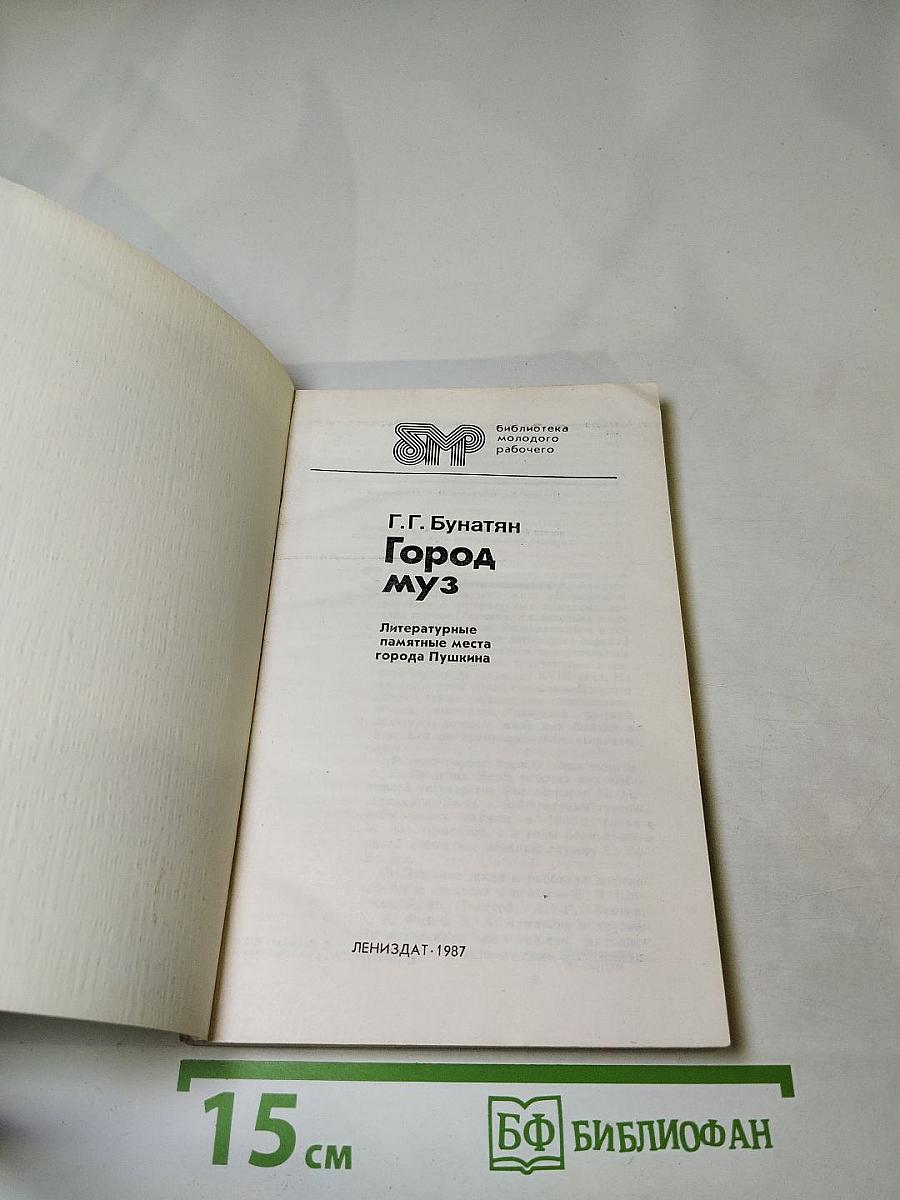 БМР
библиотека
молодого
рабочего
Г.Г. Бунатян
Город
муз
Литературные
памятные места
города Пушкина
ЛЕНИЗДАТ · 1987
15 см
БФ БИБЛИОФАН